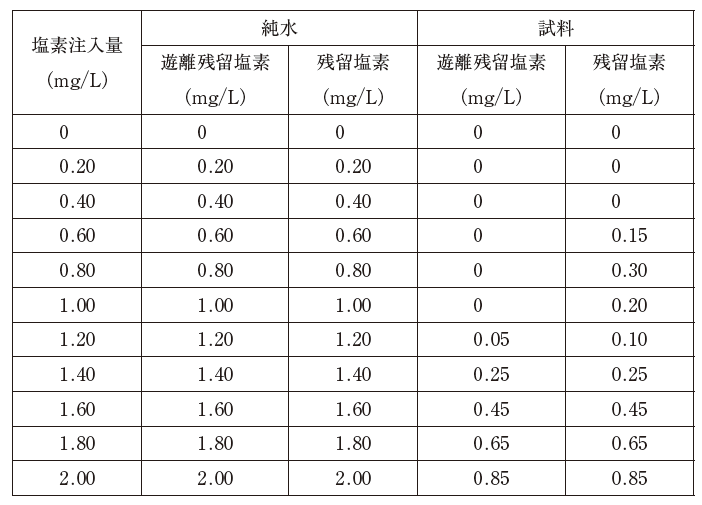 塩素注入量
(mg/L)
純水
試料
遊離残留塩素
(mg/L)
残留塩素
(mg/L)
遊離残留塩素
(mg/L)
残留塩素
(mg/L)
0 0 0 0 0
0.20 0.20 0.20 0 0
0.40 0.40 0.40 0 0
0.60 0.60 0.60 0 0.15
0.80 0.80 0.80 0 0.30
1.00 1.00 1.00 0 0.20
1.20 1.20 1.20 0.05 0.10
1.40 1.40 1.40 0.25 0.25
1.60 1.60 1.60 0.45 0.45
1.80 1.80 1.80 0.65 0.65
2.00 2.00 2.00 0.85 0.85